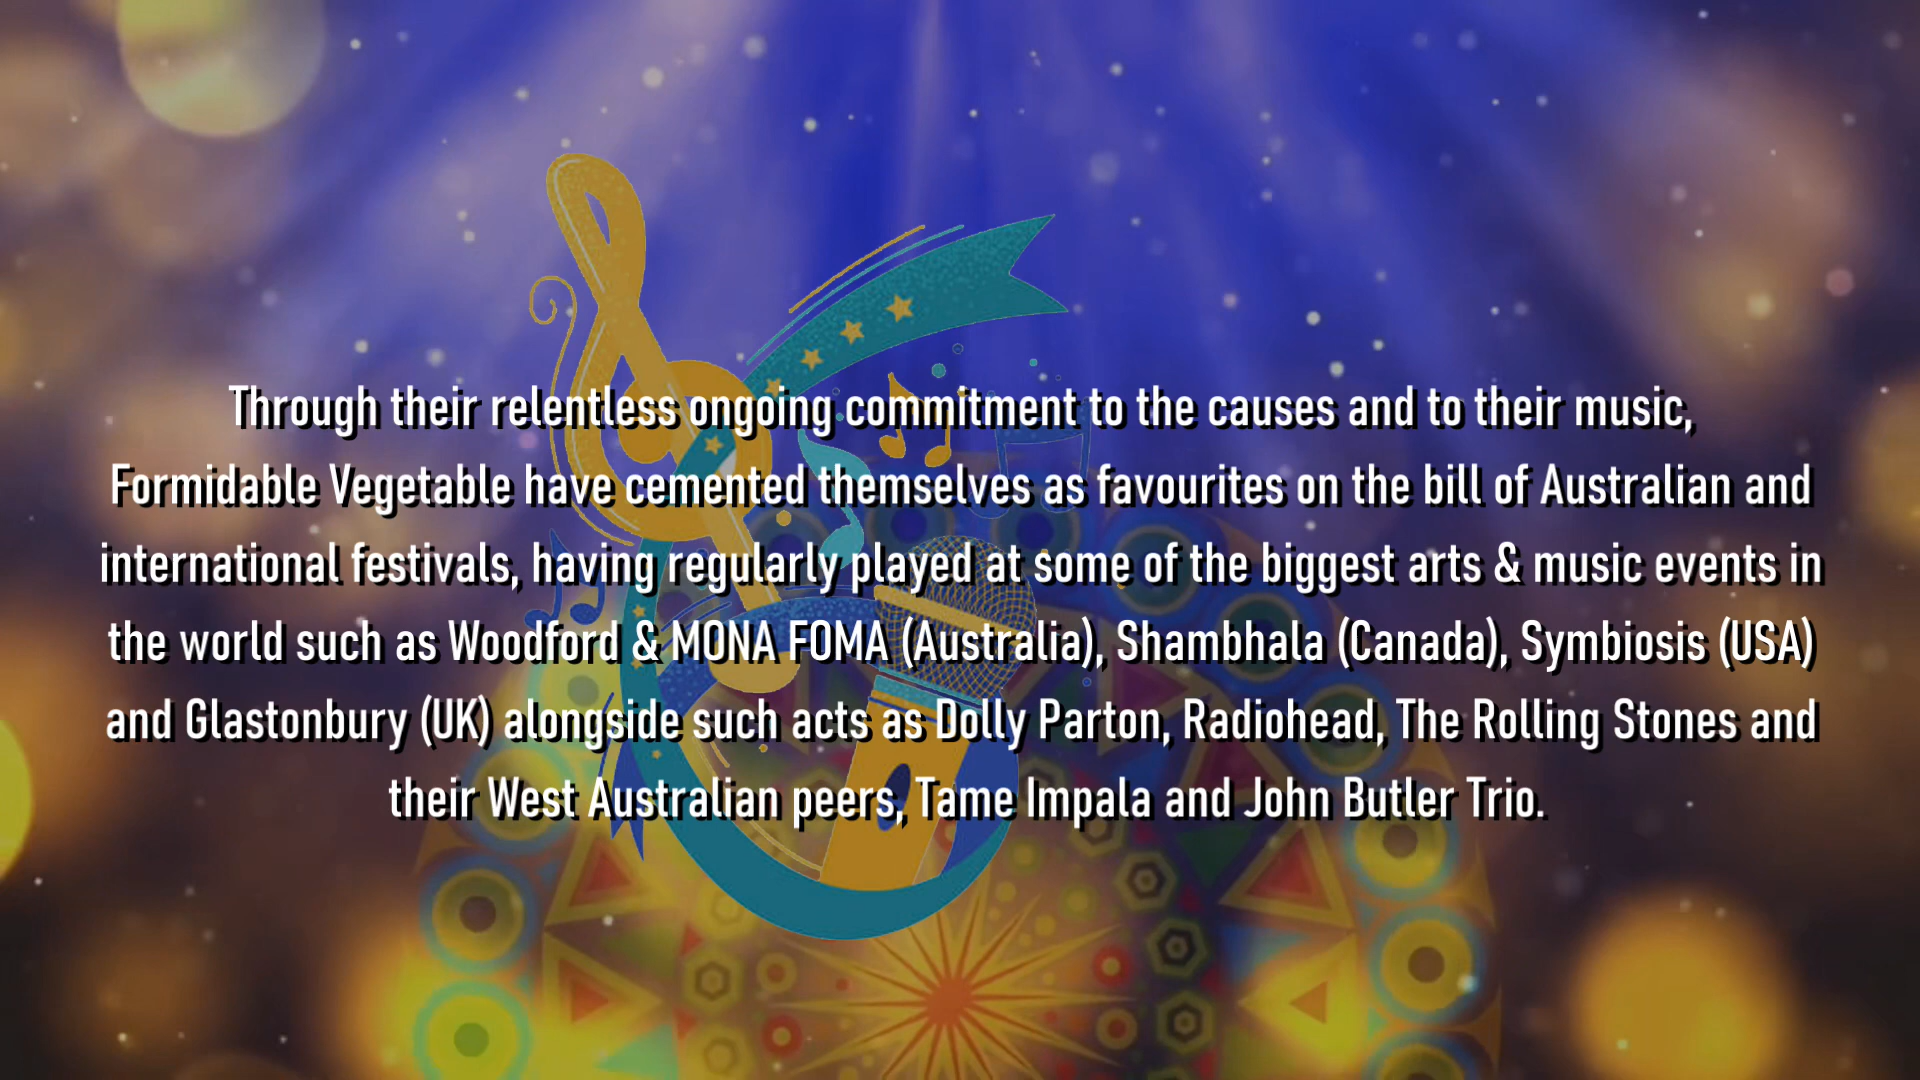 Through their relentless ongoing commitment to the causes and to their music,
Formidable Vegetable have cemented themselves as favourites on the bill of Australian and
international festivals, having regularly played at some of the biggest arts & music events in
the world such as Woodford & MONA FOMA (Australia), Shambhala (Canada), Symbiosis (USA)
and Glastonbury (UK) alongside such acts as Dolly Parton, Radiohead, The Rolling Stones and
their West Australian peers, Tame Impala and John Butler Trio.